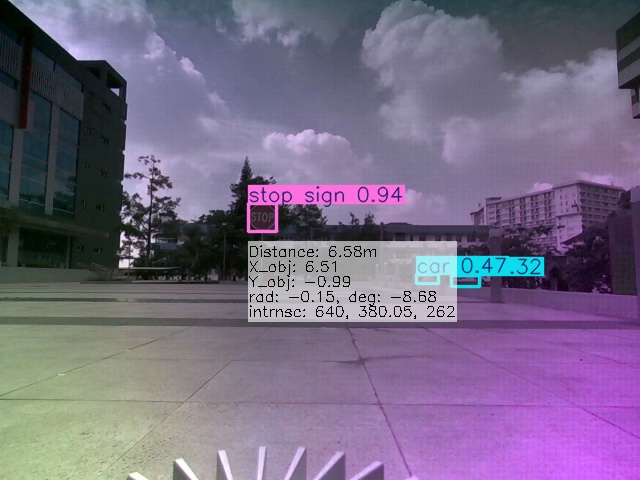 stop sign 0.94
STOP
Distance: 6.58m
X_obj: 6.51
Y_obj: -0.99
rad: -0.15, deg: -8.68
intrnsc: 640, 380.05, 262
car 0.47.32